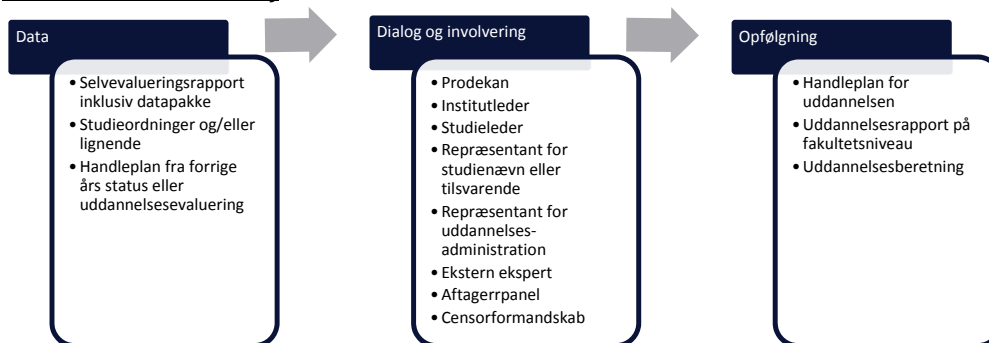 Data
• Selvevalueringsrapport
inklusiv datapakke
• Studieordninger og/eller
lignende
• Handleplan fra forrige
års status eller
uddannelsesevaluering
Dialog og involvering
• Prodekan
• Institutleder
• Studieleder
• Repræsentant for
studienævn eller
tilsvarende
• Repræsentant for
uddannelses-
administration
• Ekstern ekspert
• Aftagerrpanel
• Censorformandskab
Opfølgning
• Handleplan for
uddannelsen
• Uddannelsesrapport på
fakultetsniveau
• Uddannelsesberetning